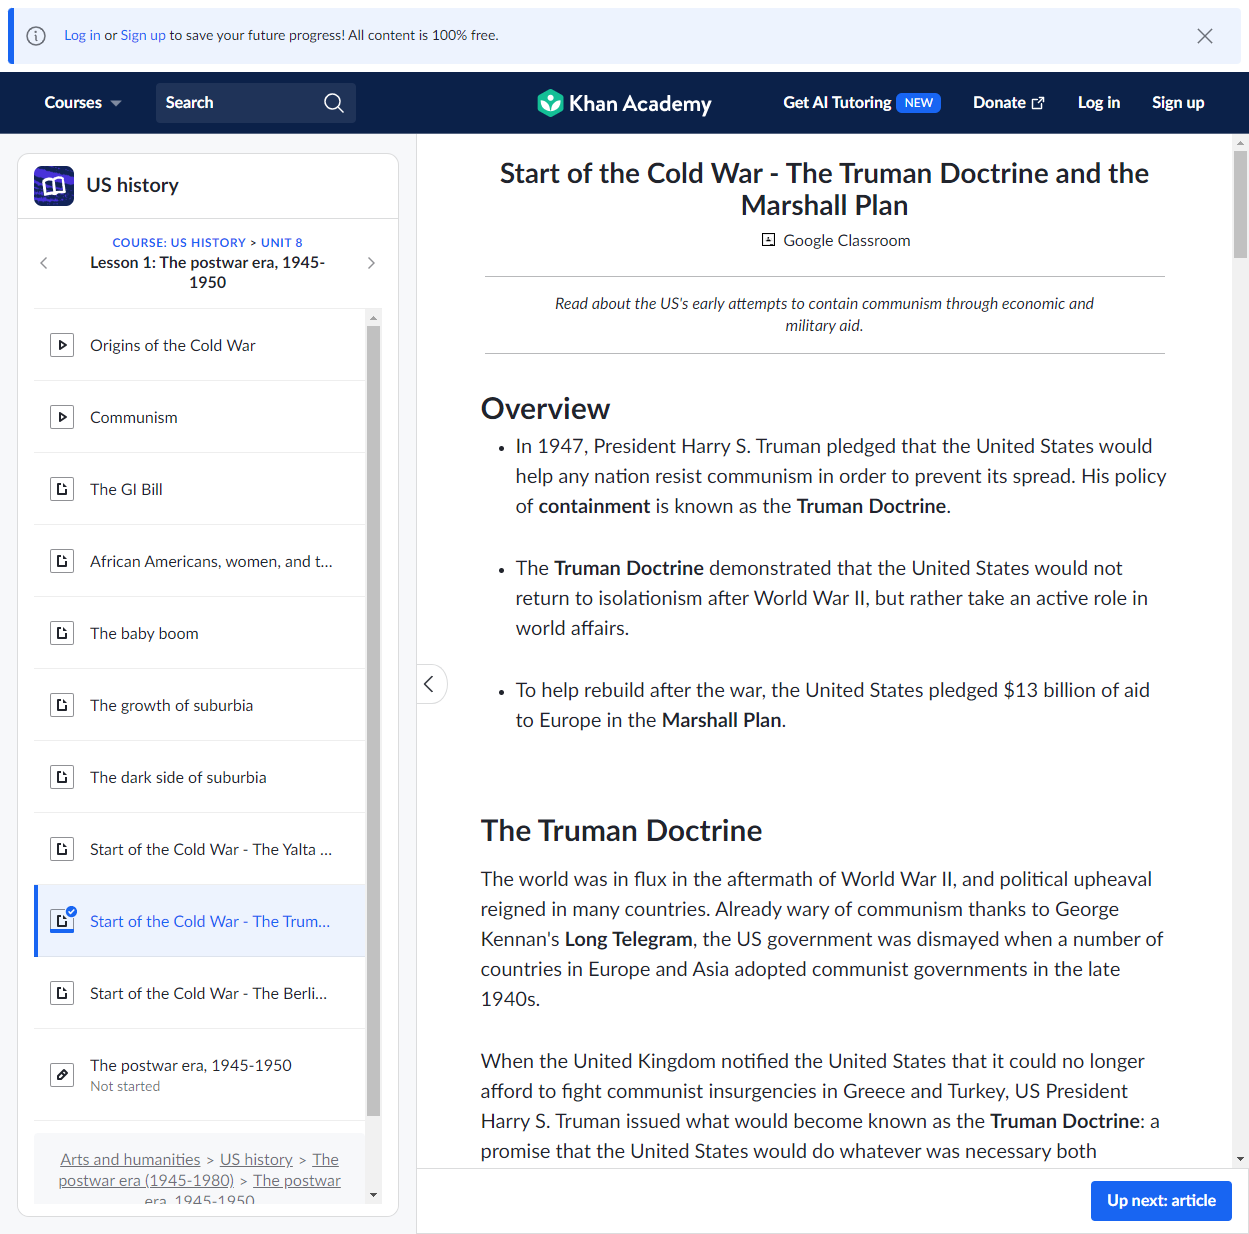 Log in or Sign up to save your future progress! All content is 100% free.
Courses
Search
Khan Academy
Get AI Tutoring NEW
Donate
Log in
Sign up
US history
COURSE: US HISTORY > UNIT 8
Lesson 1: The postwar era, 1945-
1950
Origins of the Cold War
Communism
The GI Bill
African Americans, women, and t...
The baby boom
The growth of suburbia
The dark side of suburbia
Start of the Cold War - The Yalta ...
Start of the Cold War - The Trum...
Start of the Cold War - The Berli...
The postwar era, 1945-1950
Not started
Arts and humanities > US history > The
postwar era (1945-1980) > The postwar
era, 1945-1950
Start of the Cold War - The Truman Doctrine and the
Marshall Plan
Google Classroom
Read about the US's early attempts to contain communism through economic and
military aid.
Overview
• In 1947, President Harry S. Truman pledged that the United States would
help any nation resist communism in order to prevent its spread. His policy
of containment is known as the Truman Doctrine.
• The Truman Doctrine demonstrated that the United States would not
return to isolationism after World War II, but rather take an active role in
world affairs.
• To help rebuild after the war, the United States pledged $13 billion of aid
to Europe in the Marshall Plan.
The Truman Doctrine
The world was in flux in the aftermath of World War II, and political upheaval
reigned in many countries. Already wary of communism thanks to George
Kennan's Long Telegram, the US government was dismayed when a number of
countries in Europe and Asia adopted communist governments in the late
1940s.
When the United Kingdom notified the United States that it could no longer
afford to fight communist insurgencies in Greece and Turkey, US President
Harry S. Truman issued what would become known as the Truman Doctrine: a
promise that the United States would do whatever was necessary both
Up next: article